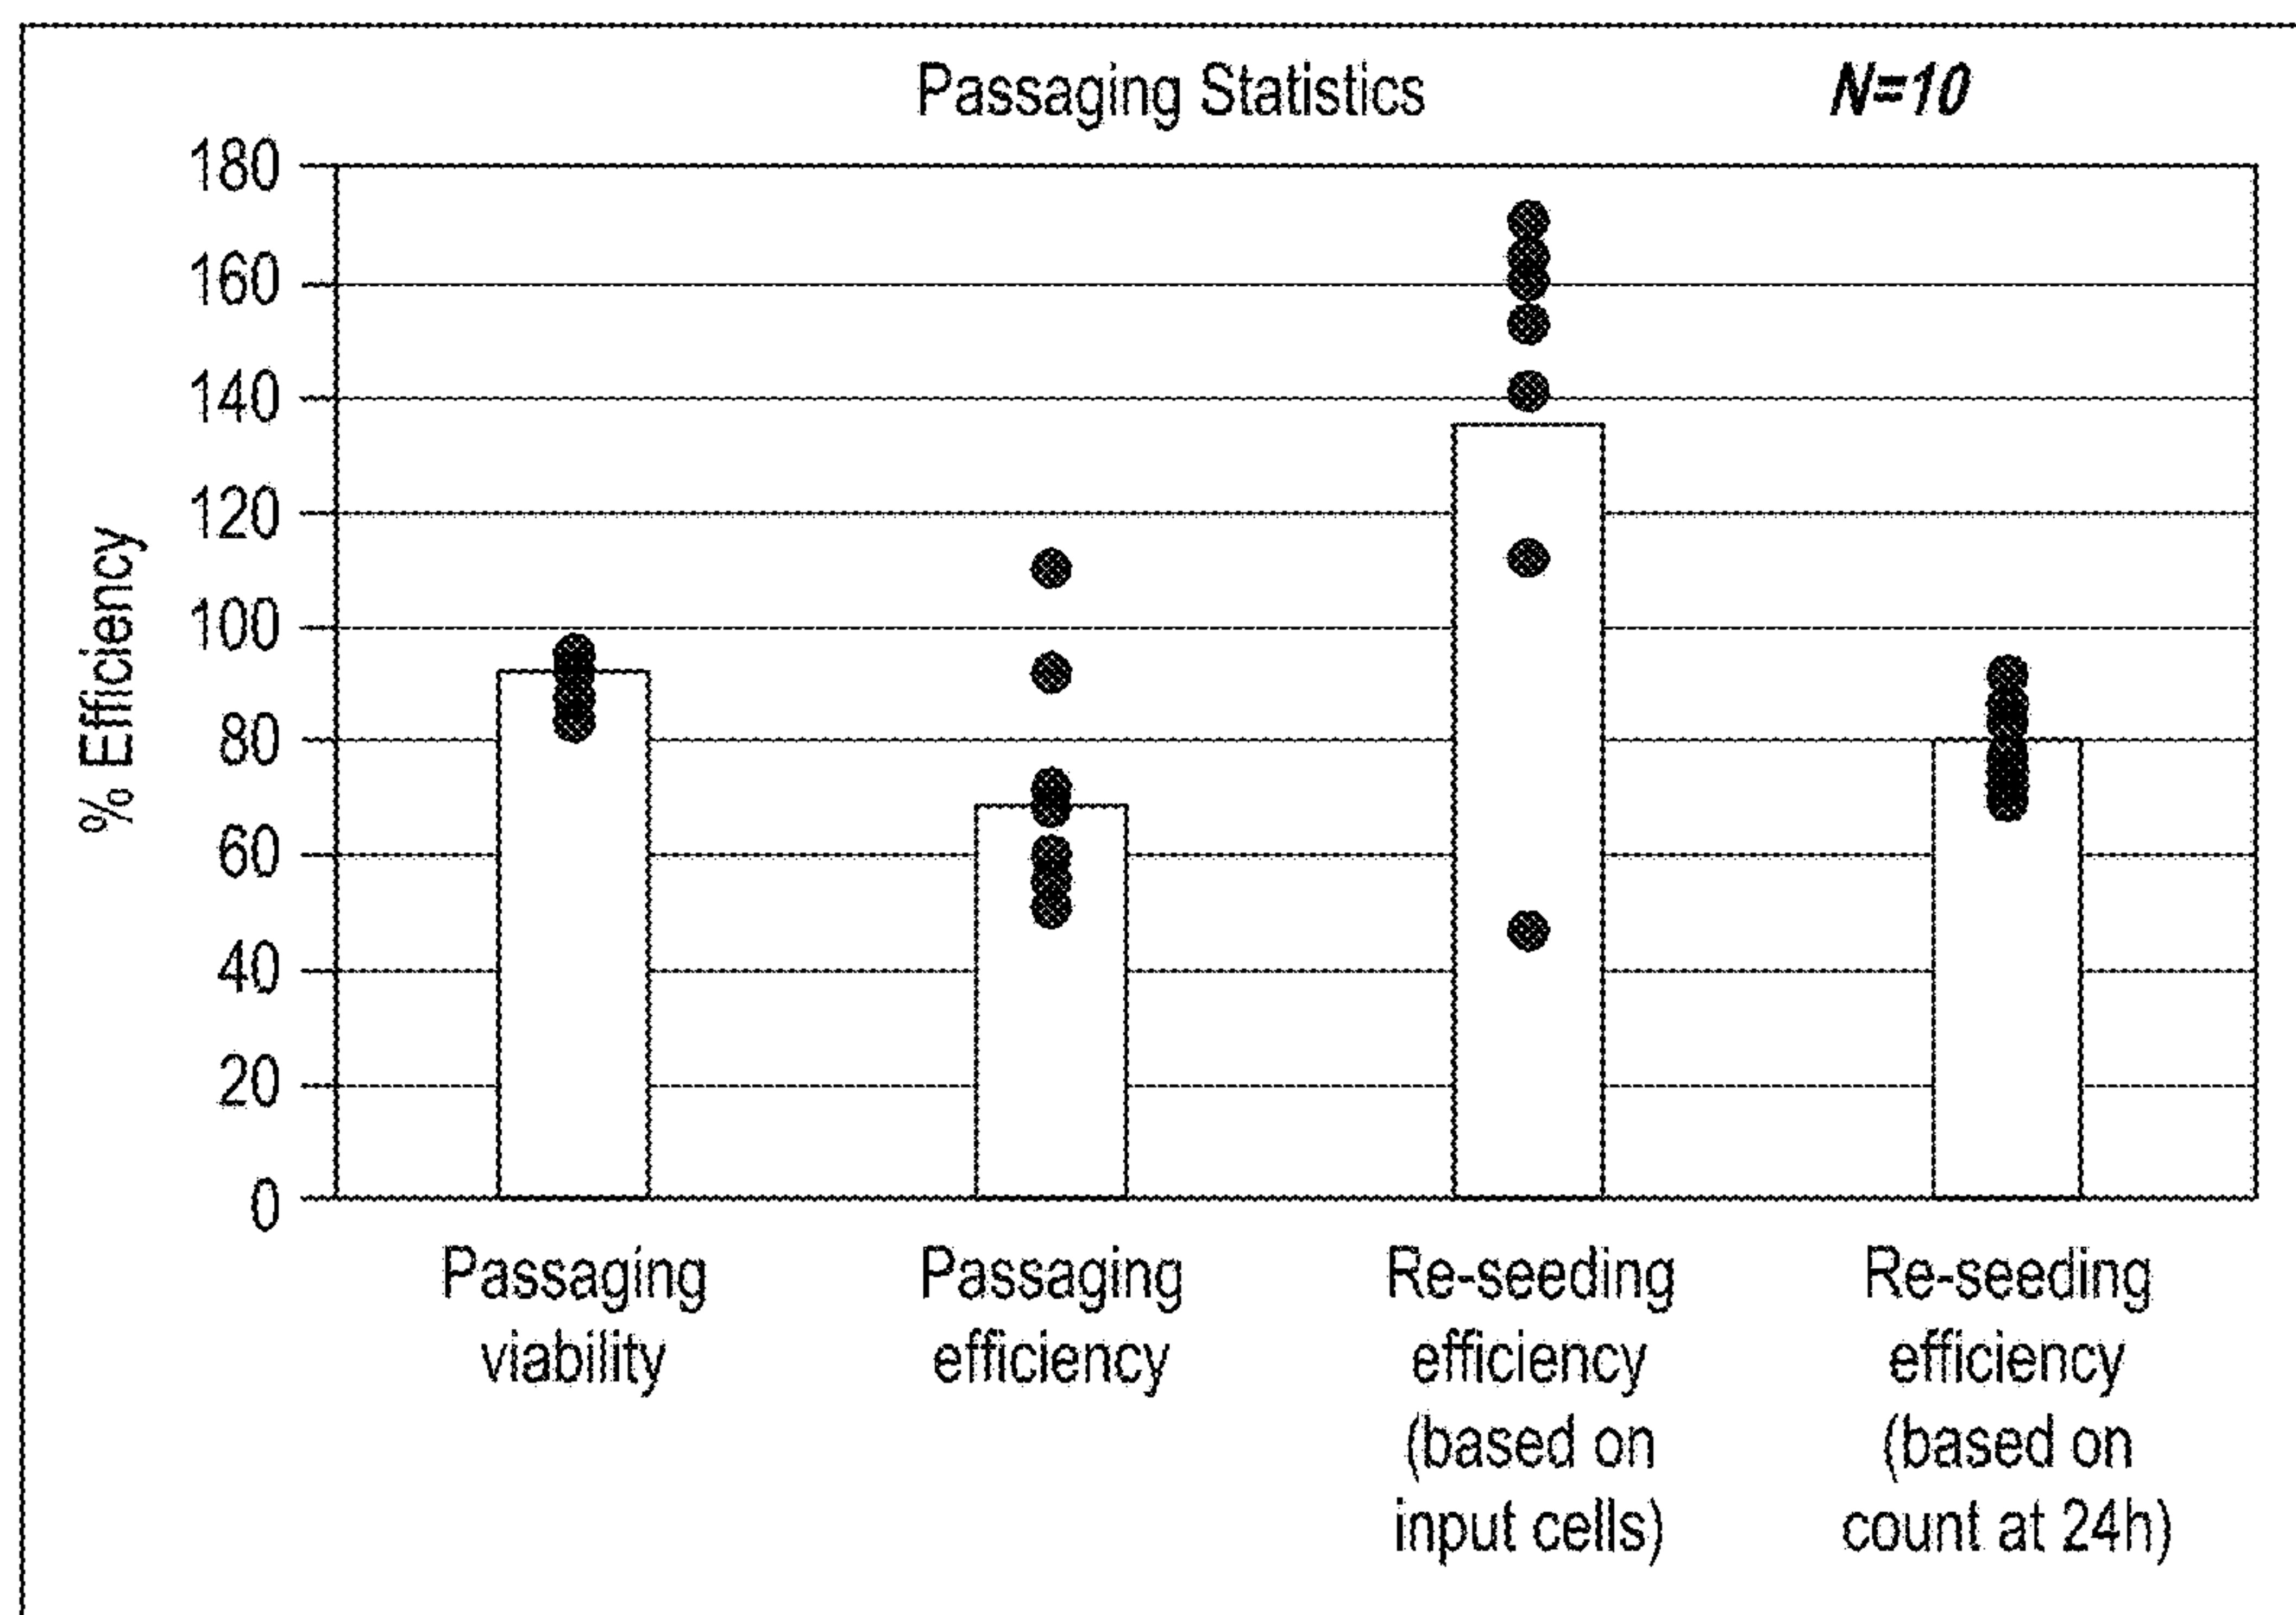 Passaging Statistics
N=10
% Efficiency
180
160
140
120
100
80
60
40
20
0
Passaging
viability
Passaging
efficiency
Re-seeding
efficiency
(based on
input cells)
Re-seeding
efficiency
(based on
count at 24h)